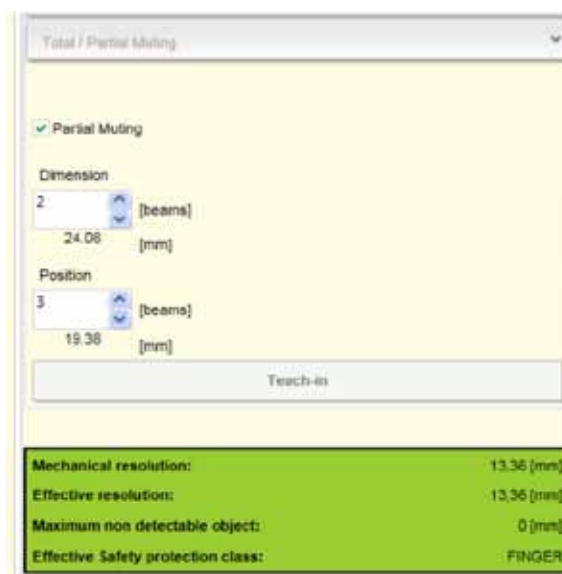 Total / Partial Muting
Partial Muting
Dimension
2 [beams]
24.08 [mm]
Position
3 [beams]
19.38 [mm]
Teach-in
Mechanical resolution: 13,36 [mm]
Effective resolution: 13,36 [mm]
Maximum non detectable object: 0 [mm]
Effective Safety protection class: FINGER